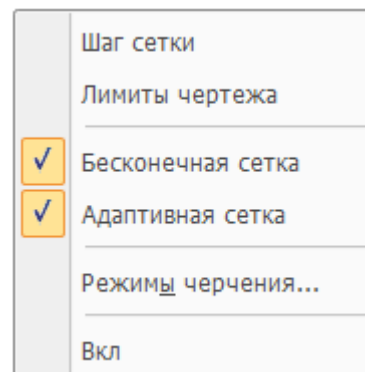 Шаг сетки
Лимиты чертежа
Бесконечная сетка
Адаптивная сетка
Режимы черчения...
Вкл